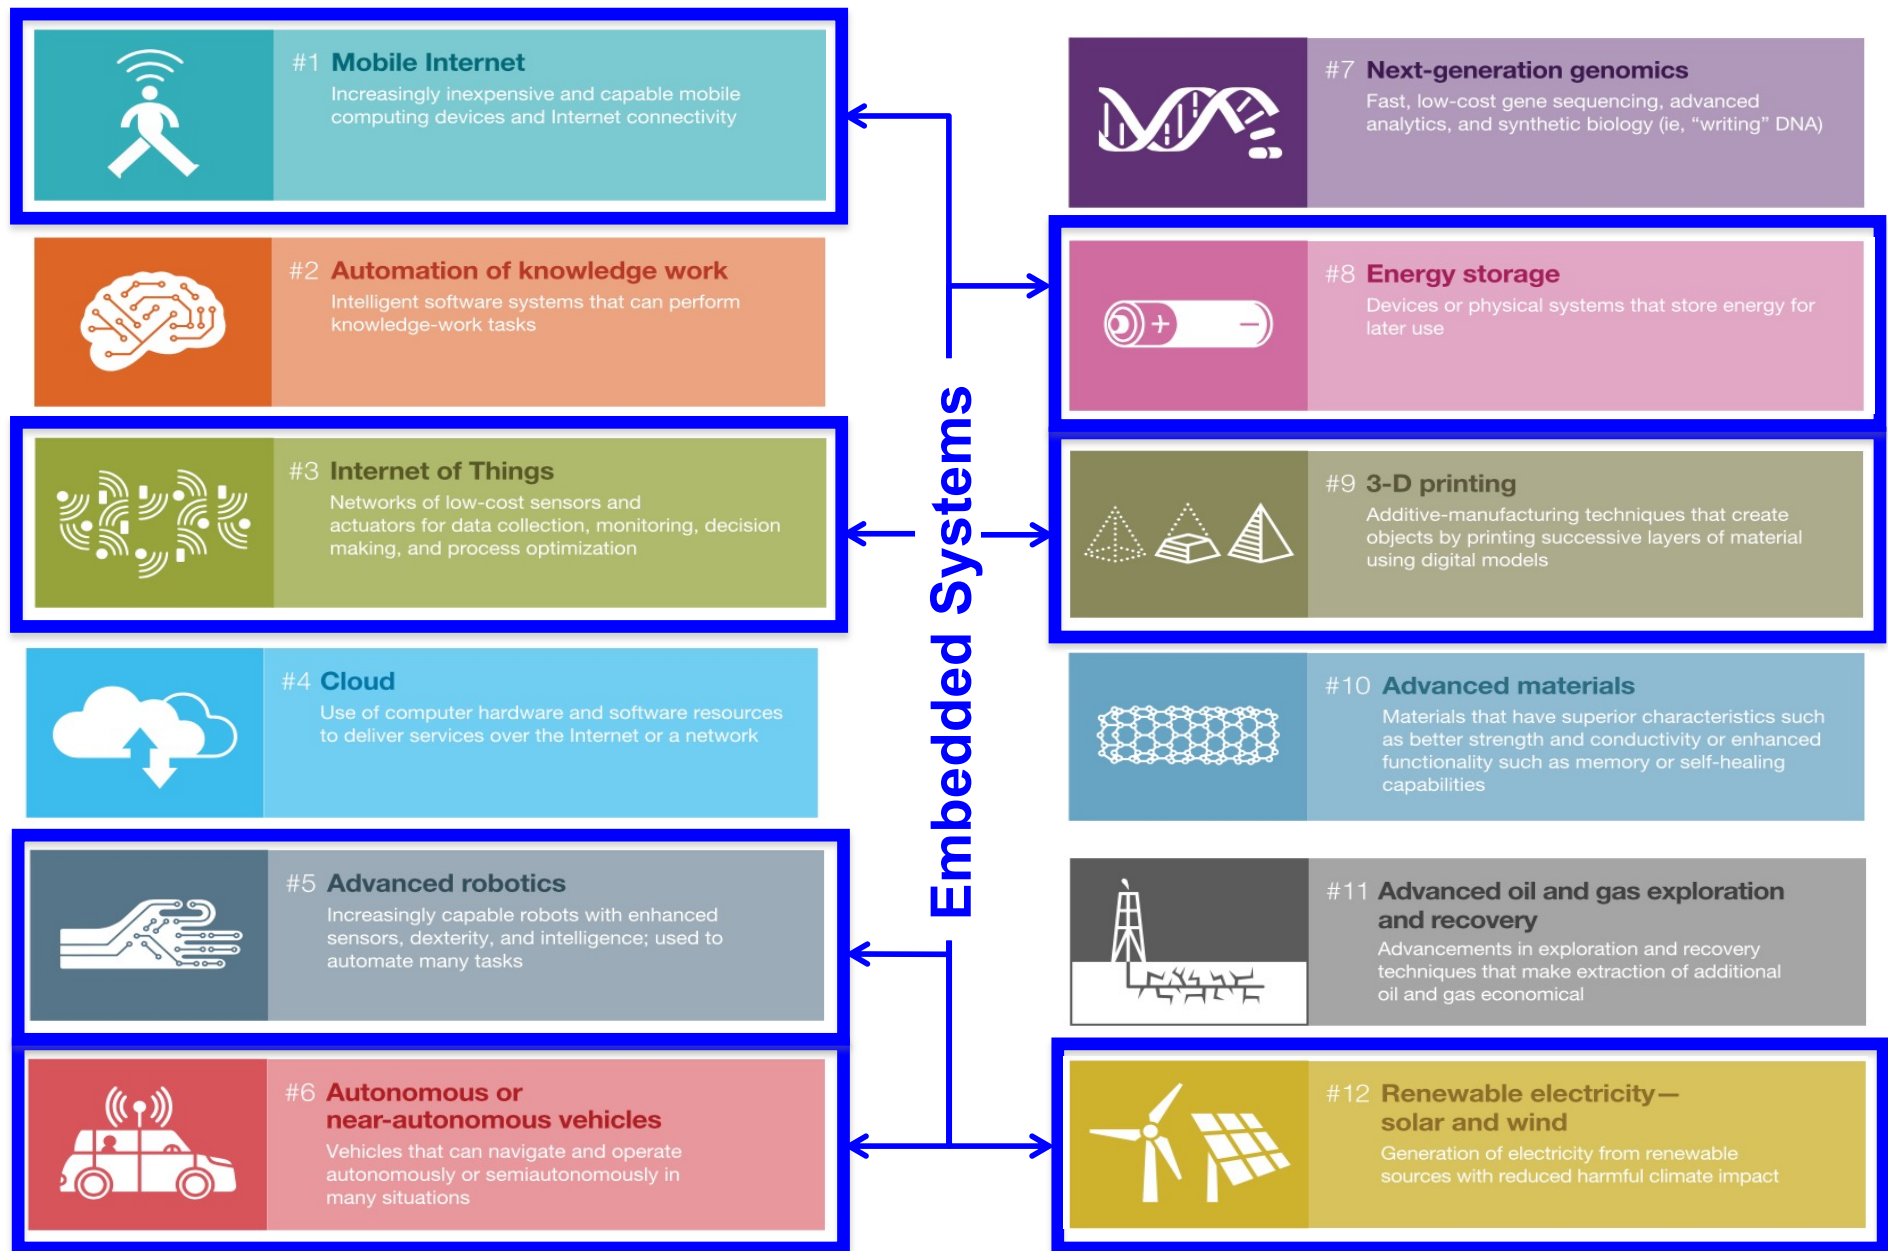 #1 Mobile Internet
Increasingly inexpensive and capable mobile
computing devices and Internet connectivity
#2 Automation of knowledge work
Intelligent software systems that can perform
knowledge-work tasks
#3 Internet of Things
Networks of low-cost sensors and
actuators for data collection, monitoring, decision
making, and process optimization
#4 Cloud
Use of computer hardware and software resources
to deliver services over the Internet or a network
#5 Advanced robotics
Increasingly capable robots with enhanced
sensors, dexterity, and intelligence; used to
automate many tasks
#6 Autonomous or
near-autonomous vehicles
Vehicles that can navigate and operate
autonomously or semiautonomously in
many situations
Embedded Systems
#7 Next-generation genomics
Fast, low-cost gene sequencing, advanced
analytics, and synthetic biology (ie, “writing” DNA)
#8 Energy storage
Devices or physical systems that store energy for
later use
#9 3-D printing
Additive-manufacturing techniques that create
objects by printing successive layers of material
using digital models
#10 Advanced materials
Materials that have superior characteristics such
as better strength and conductivity or enhanced
functionality such as memory or self-healing
capabilities
#11 Advanced oil and gas exploration
and recovery
Advancements in exploration and recovery
techniques that make extraction of additional
oil and gas economical
#12 Renewable electricity—
solar and wind
Generation of electricity from renewable
sources with reduced harmful climate impact